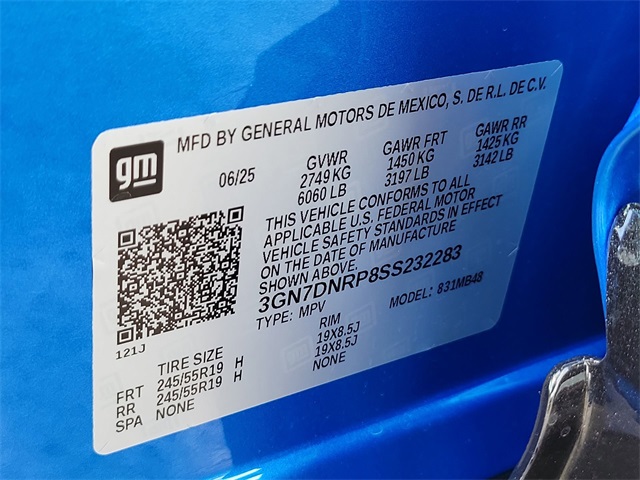 MFD BY GENERAL MOTORS DE MEXICO, S. DE R.L. DE C.V.
gm
06/25
GVWR
2749 KG
6060 LB
GAWR FRT
1450 KG
3197 LB
GAWR RR
1425 KG
3142 LB
THIS VEHICLE CONFORMS TO ALL
APPLICABLE U.S. FEDERAL MOTOR
VEHICLE SAFETY STANDARDS IN EFFECT
ON THE DATE OF MANUFACTURE
SHOWN ABOVE.
3GN7DNRP8SS232283
TYPE: MPV
MODEL: 831MB48
121J
TIRE SIZE
RIM
FRT 245/55R19 H 19X8.5J
RR 245/55R19 H 19X8.5J
SPA NONE NONE